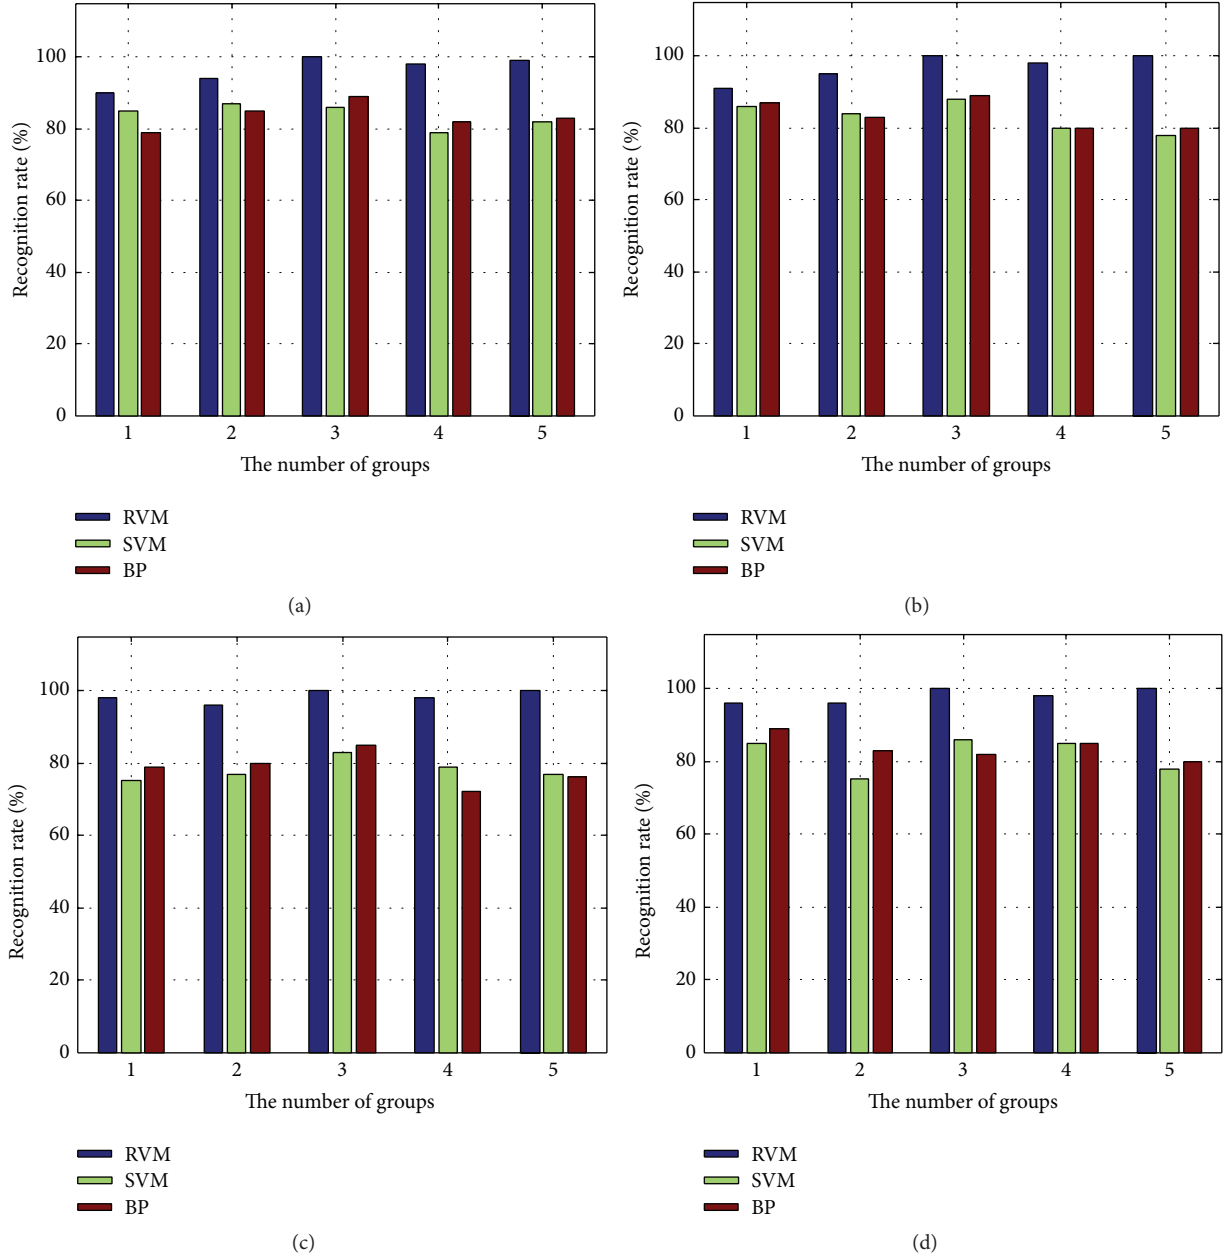 100
80
60
40
20
0
Recognition rate (%)
1 2 3 4 5
The number of groups
RVM
SVM
BP
(a)
100
80
60
40
20
0
Recognition rate (%)
1 2 3 4 5
The number of groups
RVM
SVM
BP
(b)
100
80
60
40
20
0
Recognition rate (%)
1 2 3 4 5
The number of groups
RVM
SVM
BP
(c)
100
80
60
40
20
0
Recognition rate (%)
1 2 3 4 5
The number of groups
RVM
SVM
BP
(d)